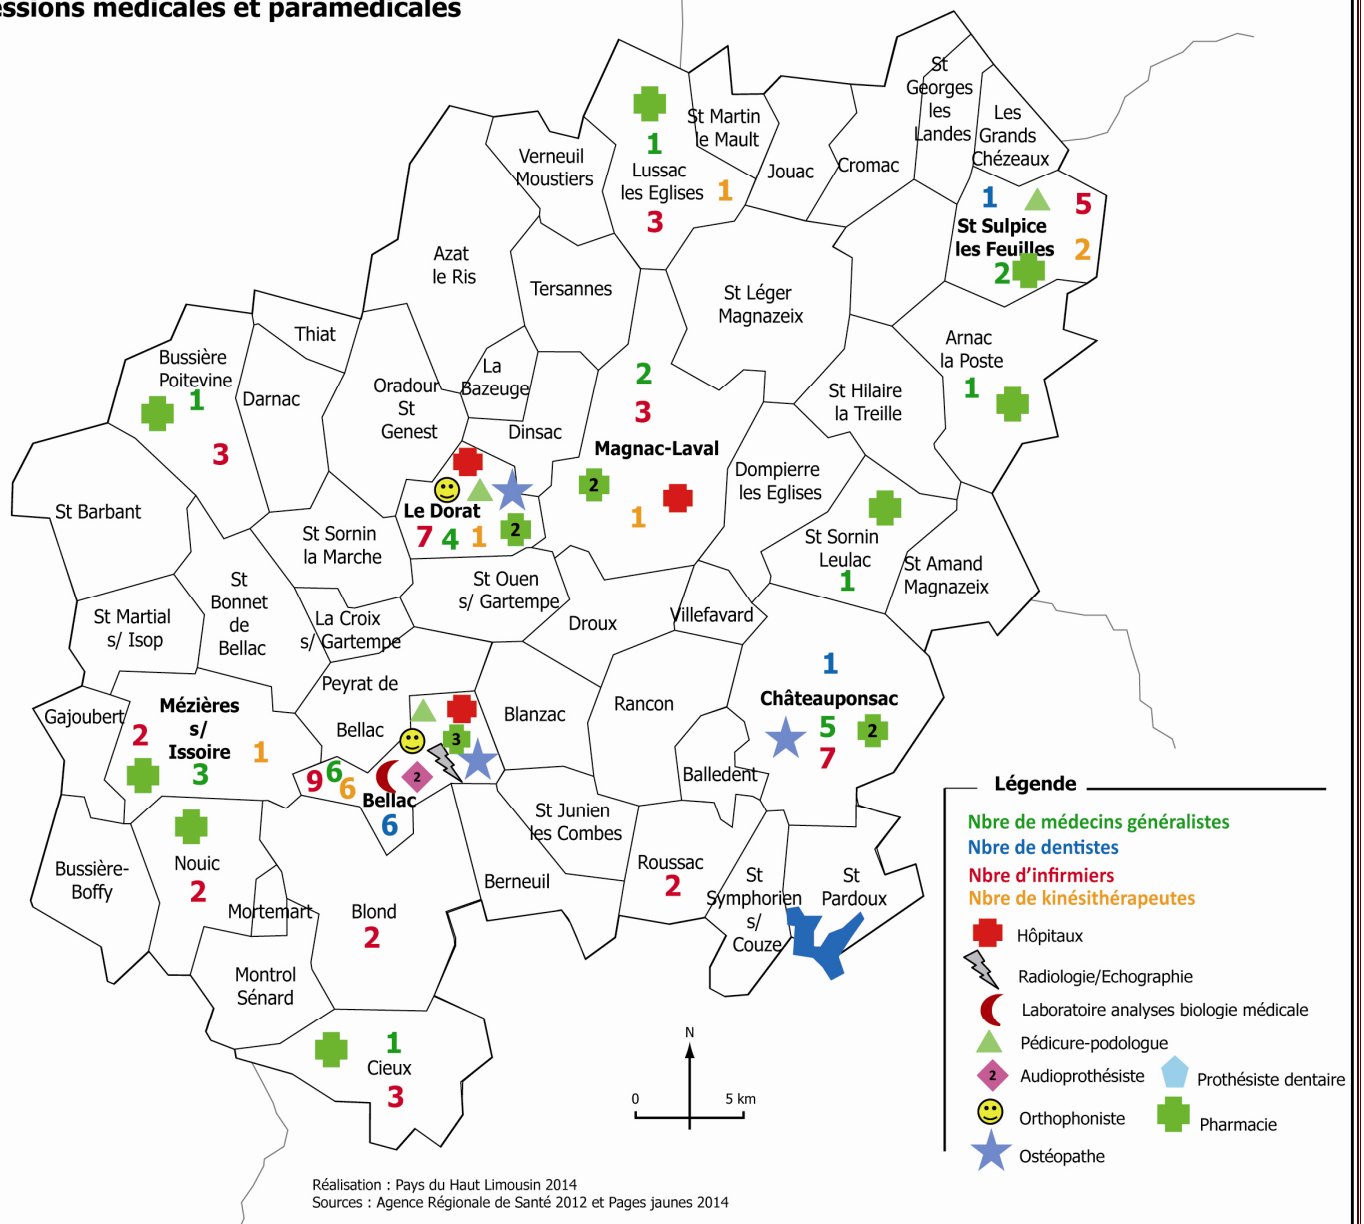 essions médicales et paramédicales
St
Georges
les
Landes
Les
Grands
Chézeaux
St Martin
le Mault
1
Lussac
les Eglises
1
3
Verneuil
Moustiers
Jouac
Cromac
1
5
St Sulpice
les Feuilles
2
2
Azat
le Ris
Tersannes
St Léger
Magnazeix
Thiat
Bussière
Poitevine
1
3
Darnac
Oradour
St
Genest
La
Bazeuge
Dinsac
2
3
Magnac-Laval
2
1
St Hilaire
la Treille
Arnac
la Poste
1
Dompierre
les Eglises
St Barbant
Le Dorat
7
4
1
2
St Sornin
la Marche
St Sornin
Leulac
1
St Amand
Magnazeix
St
Bonnet
de
Bellac
St Martial
s/ Isop
La Croix
s/ Gartempe
St Ouen
s/ Gartempe
Droux
Villefavard
Peyrat de
Bellac
Gajoubert
Mézières
s/
Issoire
2
3
1
Blanzac
Rancon
1
Châteauponsac
5
2
7
Balledent
3
9
6
6
2
Bellac
6
St Junien
les Combes
Bussière-
Boffy
Nouic
2
Mortemart
Blond
2
Berneuil
Roussac
2
St
Symphorien
s/
Couze
St
Pardoux
Montrol
Sénard
1
Cieux
3
N
0
5 km
Légende
Nbre de médecins généralistes
Nbre de dentistes
Nbre d’infirmiers
Nbre de kinésithérapeutes
Hôpitaux
Radiologie/Echographie
Laboratoire analyses biologie médicale
Pédicure-podologue
2
Audioprothésiste
Prothésiste dentaire
Orthophoniste
Pharmacie
Ostéopathe
Réalisation : Pays du Haut Limousin 2014
Sources : Agence Régionale de Santé 2012 et Pages jaunes 2014